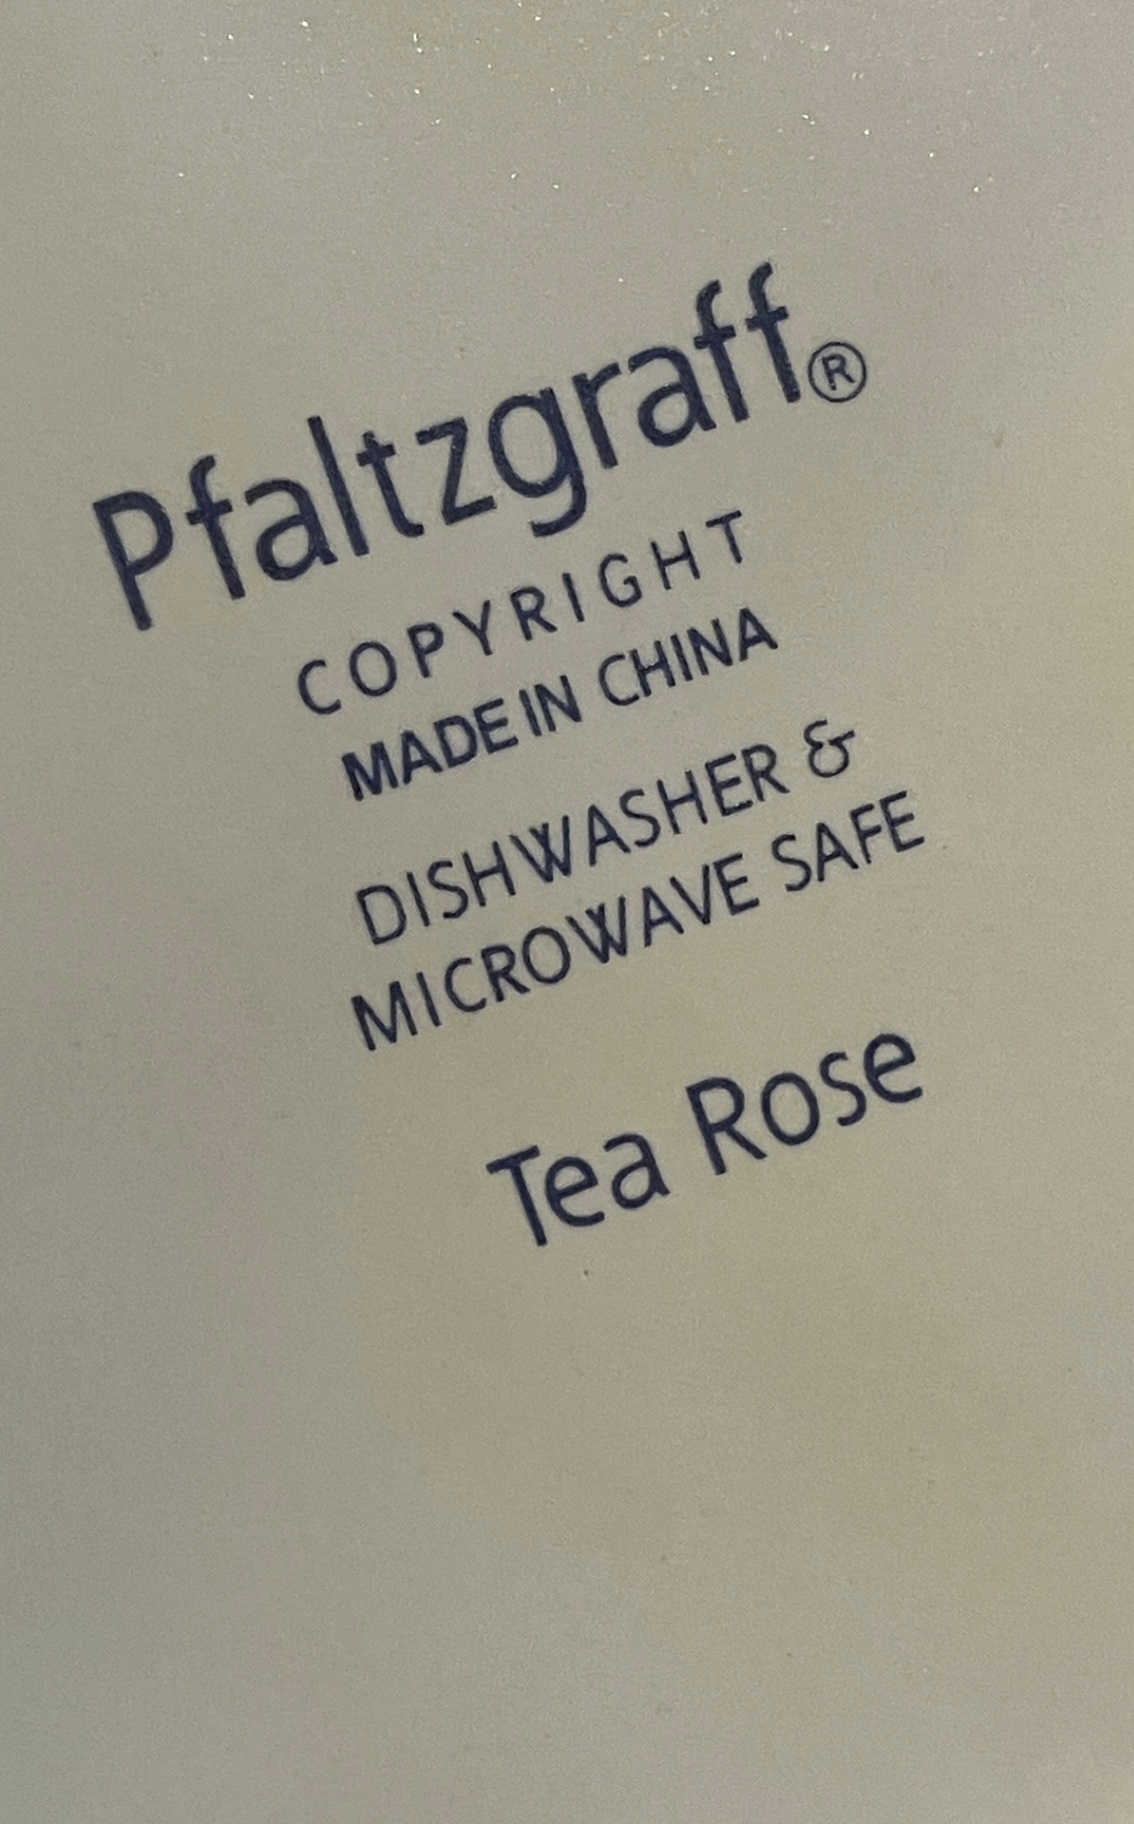 Pfaltzgraff®
COPYRIGHT
MADE IN CHINA
DISHWASHER &
MICROWAVE SAFE
Tea Rose